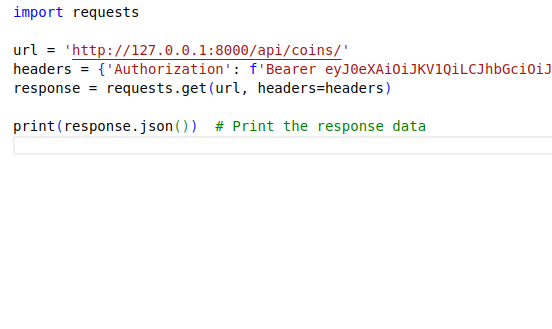 import requests
url = 'http://127.0.0.1:8000/api/coins/'
headers = {'Authorization': f'Bearer eyJ0eXAiOiJKV1QiLCJhbGciOiJ
response = requests.get(url, headers=headers)
print(response.json())  # Print the response data